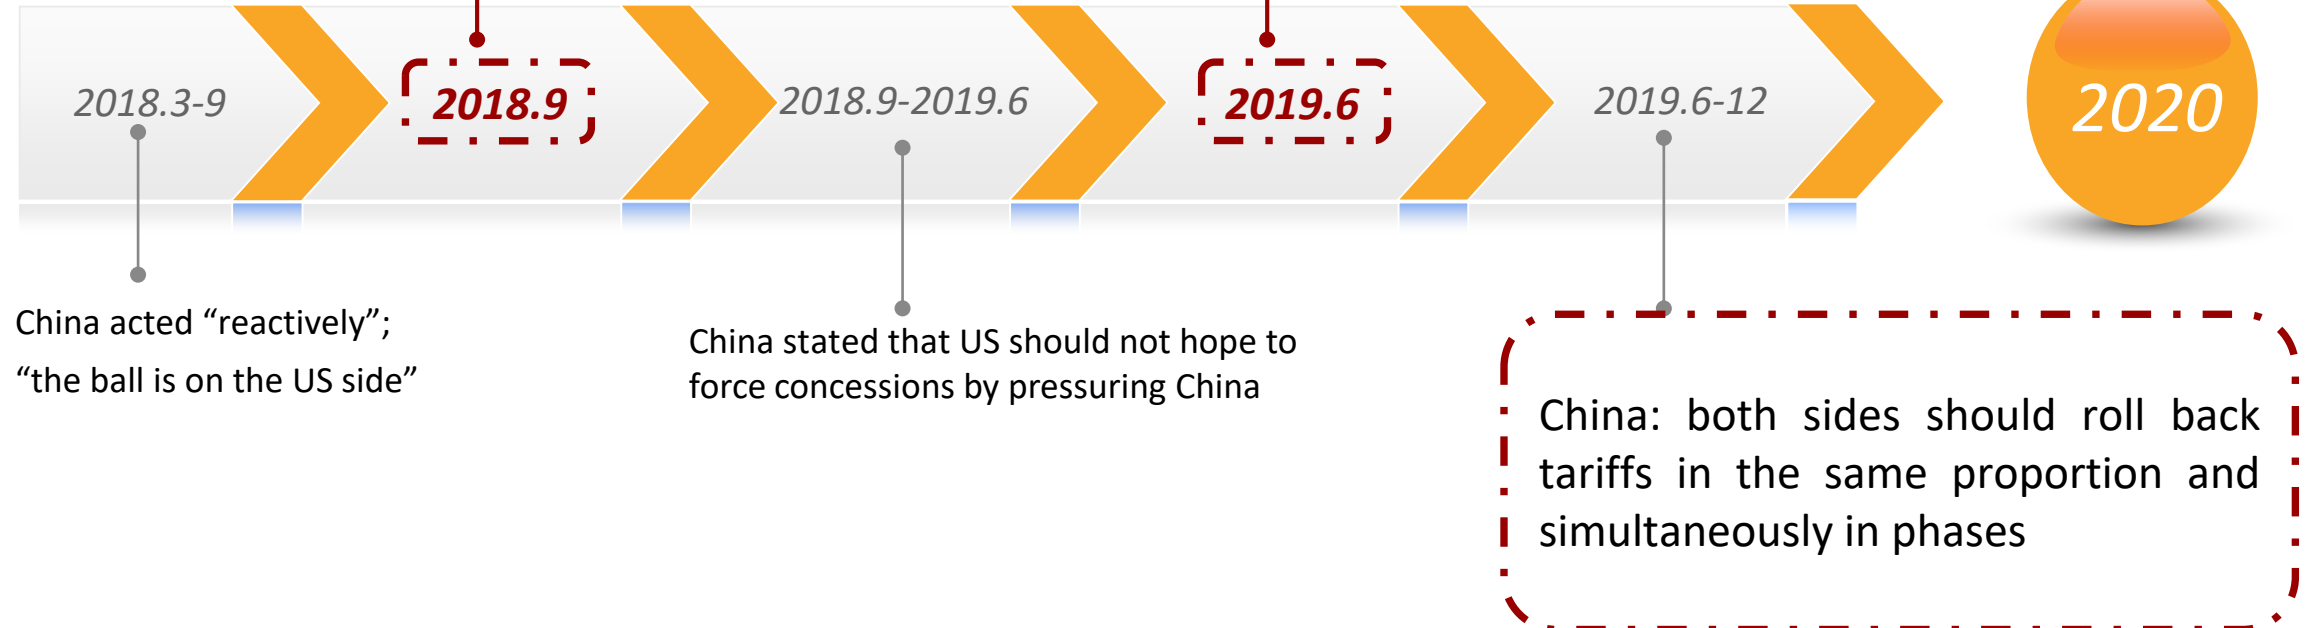 2018.3-9
2018.9
2018.9-2019.6
2019.6
2019.6-12
2020
China acted “reactively”;
“the ball is on the US side”
China stated that US should not hope to
force concessions by pressuring China
China: both sides should roll back
tariffs in the same proportion and
simultaneously in phases